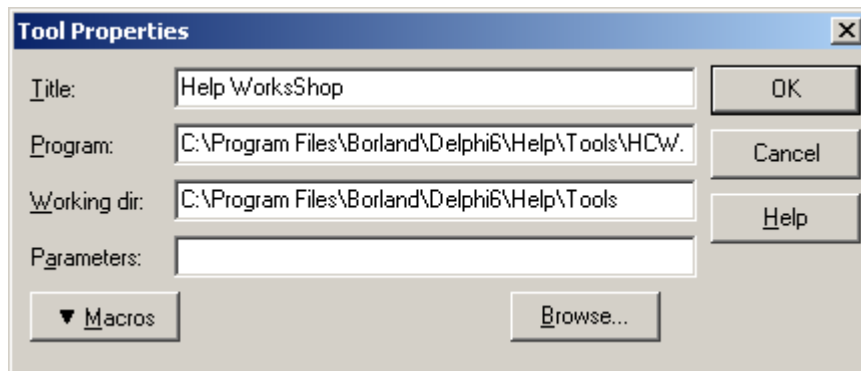 Tool Properties
Title: Help WorksShop OK
Program: C:\Program Files\Borland\Delphi6\Help\Tools\HCW. Cancel
Working dir: C:\Program Files\Borland\Delphi6\Help\Tools Help
Parameters:
Macros Browse...